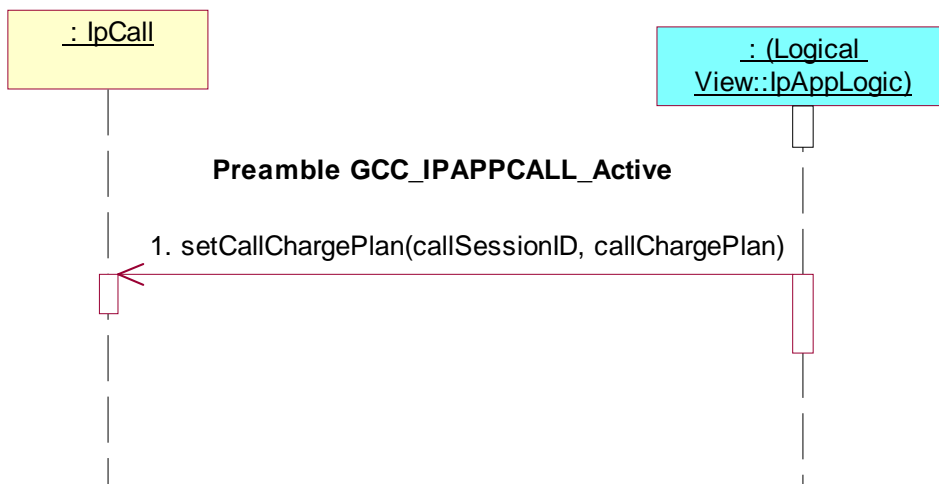 : IpCall
: (Logical
View::IpAppLogic)
Preamble GCC_IPAPPCALL_Active
1. setCallChargePlan(callSessionID, callChargePlan)